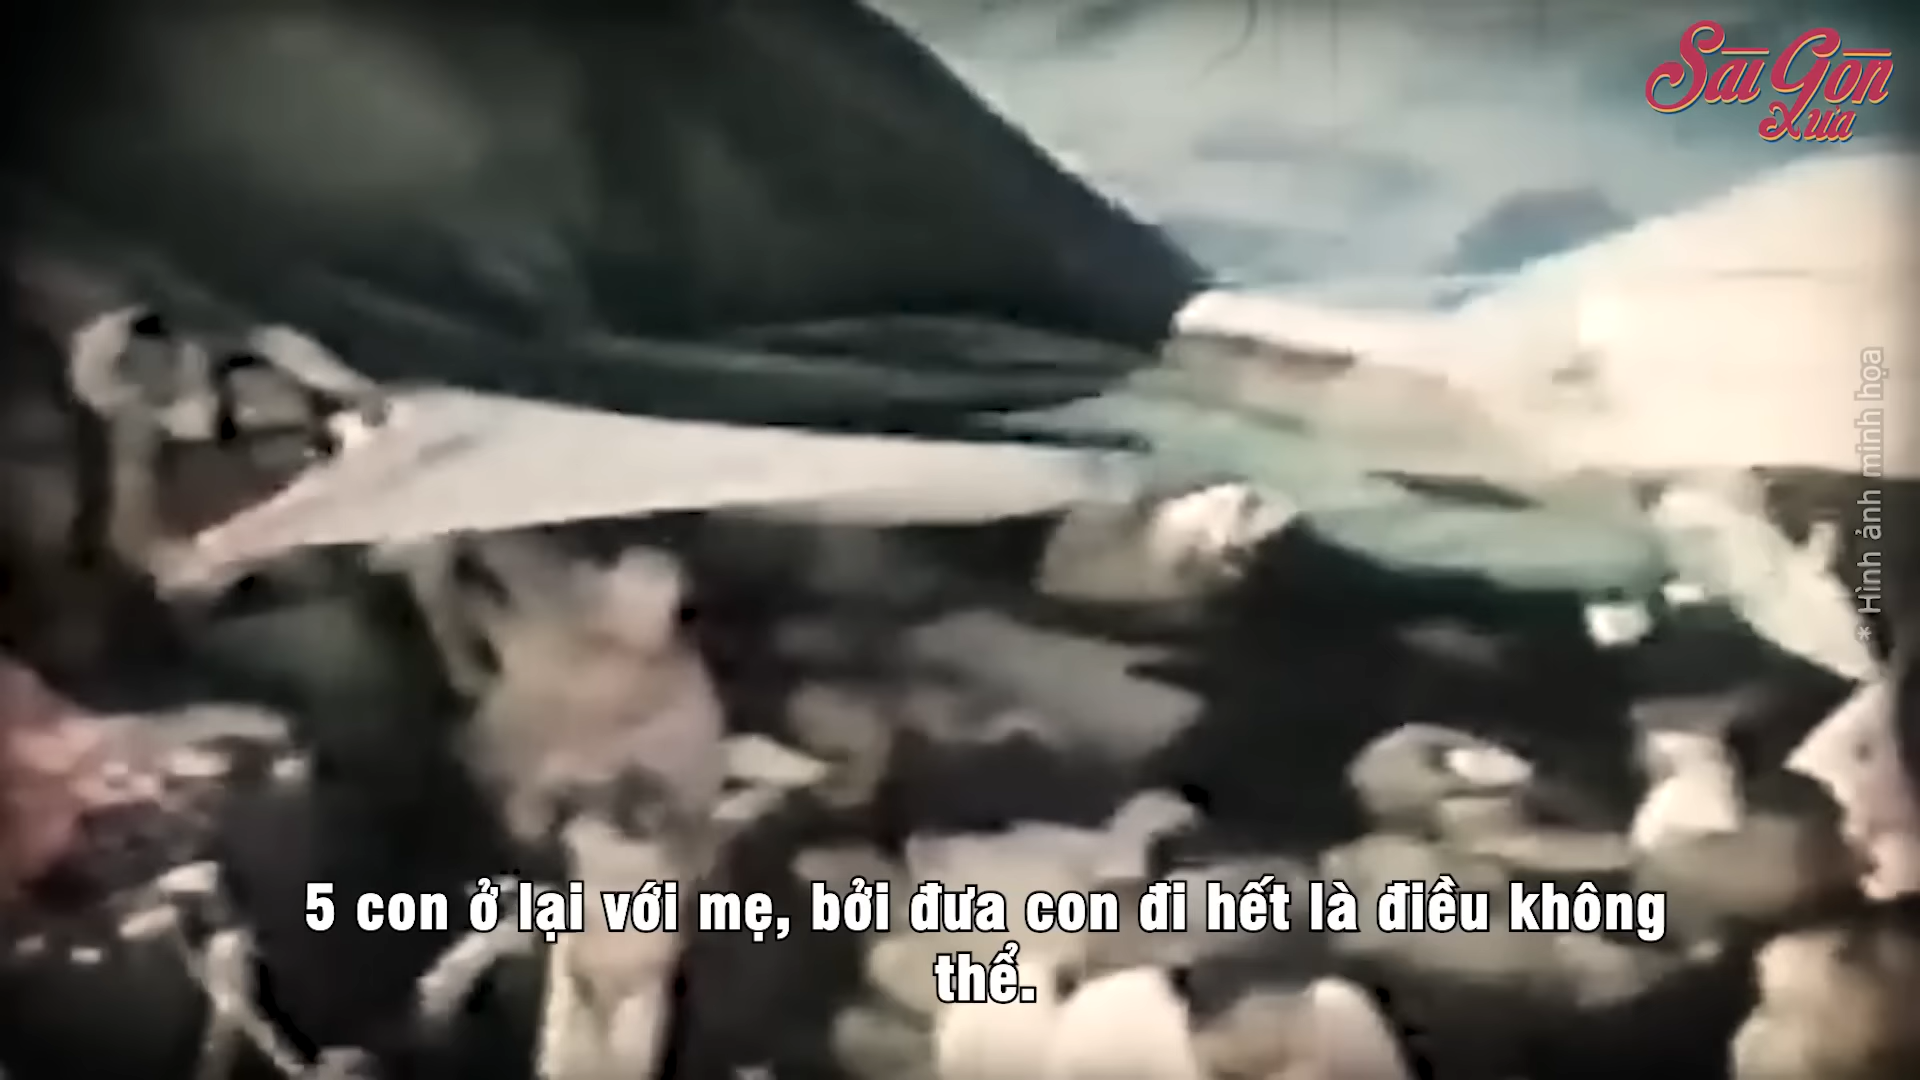 Sài Gòn
Xưa
* Hình ảnh minh họa
5 con ở lại với mẹ, bởi đưa con đi hết là điều không
thể.